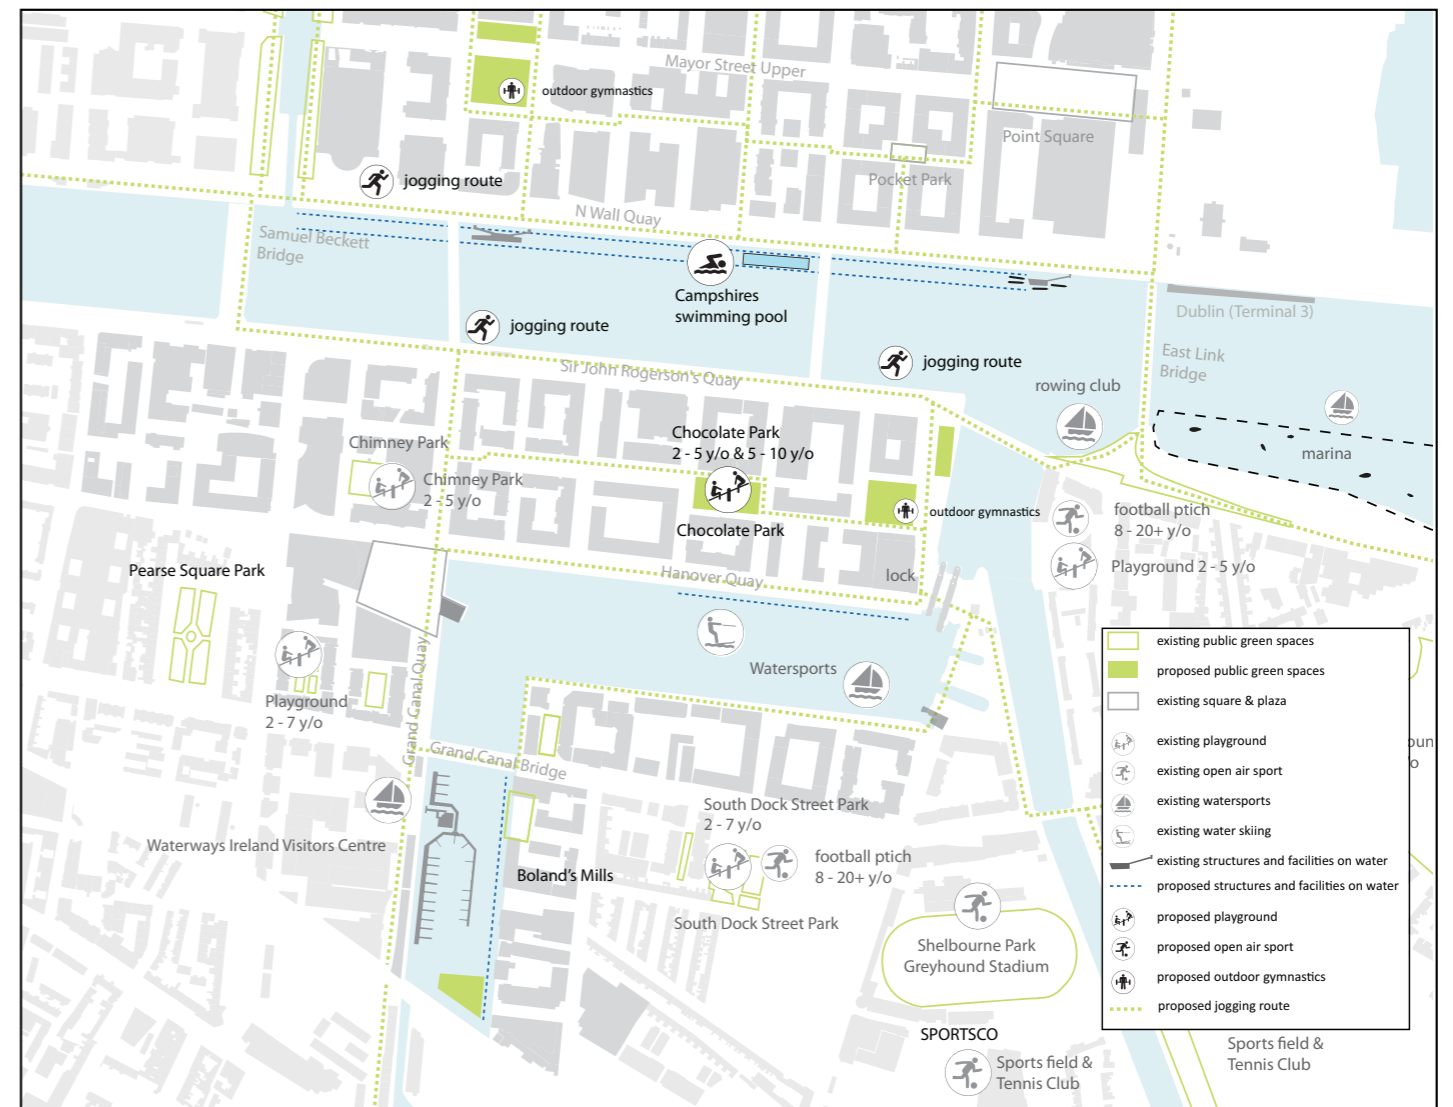 Mayor Street Upper
outdoor gymnastics
Point Square
Pocket Park
jogging route
N Wall Quay
Samuel Beckett
Bridge
Campshires
swimming pool
Dublin (Terminal 3)
jogging route
East Link
Bridge
jogging route
Sir John Rogerson's Quay
rowing club
Chocolate Park
2 - 5 y/o & 5 - 10 y/o
Chimney Park
marina
Chimney Park
2 - 5 y/o
outdoor gymnastics
football ptich
8 - 20+ y/o
Chocolate Park
Playground 2 - 5 y/o
Pearse Square Park
Hanover Quay
lock
existing public green spaces
proposed public green spaces
existing square & plaza
existing playground
existing open air sport
existing watersports
existing water skiing
existing structures and facilities on water
proposed structures and facilities on water
proposed playground
proposed open air sport
proposed outdoor gymnastics
proposed jogging route
Watersports
Playground
2 - 7 y/o
Grand Canal Quay
Grand Canal Bridge
South Dock Street Park
2 - 7 y/o
Waterways Ireland Visitors Centre
football ptich
8 - 20+ y/o
Boland's Mills
South Dock Street Park
Shelbourne Park
Greyhound Stadium
SPORTSCO
Sports field &
Tennis Club
Sports field &
Tennis Club